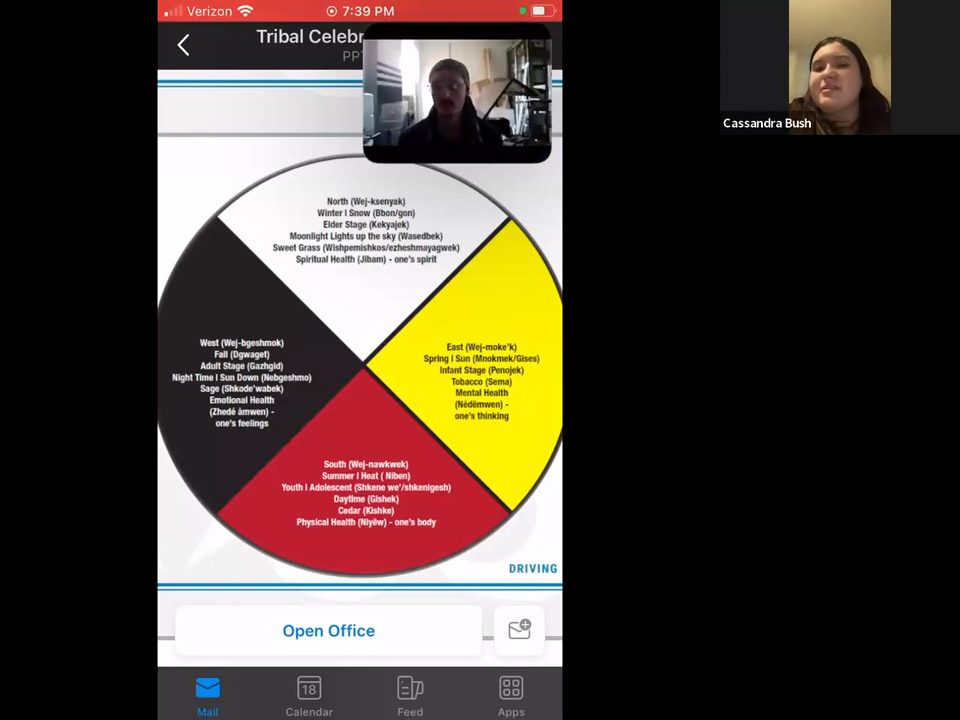 Verizon
7:39 PM
Tribal Celebr
PPT
Cassandra Bush
North (Wej-ksenyak)
Winter | Snow (Bbon/gon)
Elder Stage (Kekyajek)
Moonlight Lights up the sky (Wasedbek)
Sweet Grass (Wishpemishkos/ezheshmayagwek)
Spiritual Health (Jibam) - one's spirit
West (Wej-bgeshmok)
Fall (Dgwaget)
Adult Stage (Gazhgid)
Night Time | Sun Down (Nebgeshmo)
Sage (Shkode'wabek)
Emotional Health
(Zhedé ämwen) -
one's feelings
East (Wej-moke'k)
Spring | Sun (Mnokmek/Gises)
Infant Stage (Penojek)
Tobacco (Sema)
Mental Health
(Nédëmwen) -
one's thinking
South (Wej-nawkwek)
Summer | Heat ( Niben)
Youth | Adolescent (Shkene we'/shkenigesh)
Daytime (Gishek)
Cedar (Kishke)
Physical Health (Niyëw) - one's body
DRIVING
Open Office
18
Mail
Calendar
Feed
Apps